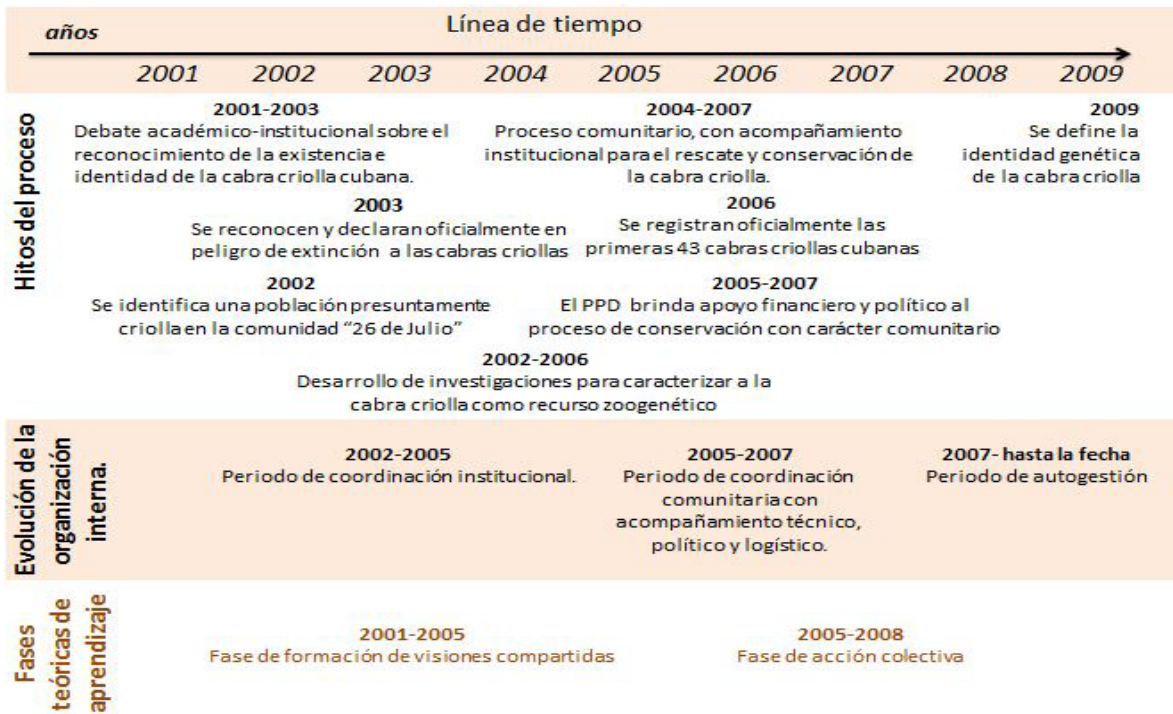 Línea de tiempo
años
2001 2002 2003 2004 2005 2006 2007 2008 2009
Hitos del proceso
2001-2003
Debate académico-institucional sobre el
reconocimiento de la existencia e
identidad de la cabra criolla cubana.
2004-2007
Proceso comunitario, con acompañamiento
institucional para el rescate y conservación de
la cabra criolla.
2009
Se define la
identidad genética
de la cabra criolla
2003
Se reconocen y declaran oficialmente en
peligro de extinción a las cabras criollas
2006
Se registran oficialmente las
primeras 43 cabras criollas cubanas
2002
Se identifica una población presuntamente
criolla en la comunidad “26 de Julio”
2005-2007
El PPD brinda apoyo financiero y político al
proceso de conservación con carácter comunitario
2002-2006
Desarrollo de investigaciones para caracterizar a la
cabra criolla como recurso zoogenético
Evolución de la
organización
interna.
2002-2005
Periodo de coordinación institucional.
2005-2007
Periodo de coordinación
comunitaria con
acompañamiento técnico,
político y logístico.
2007- hasta la fecha
Periodo de autogestión
Fases
teóricas de
aprendizaje
2001-2005
Fase de formación de visiones compartidas
2005-2008
Fase de acción colectiva